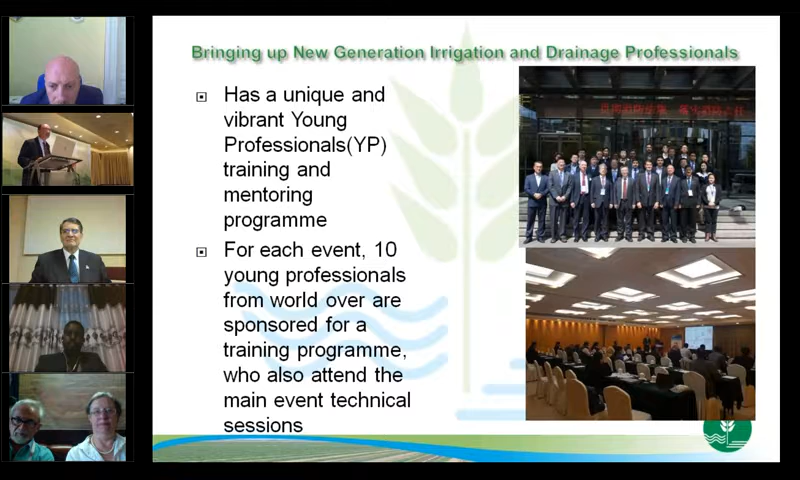 Bringing up New Generation Irrigation and Drainage Professionals
Has a unique and
vibrant Young
Professionals(YP)
training and
mentoring
programme
For each event, 10
young professionals
from world over are
sponsored for a
training programme,
who also attend the
main event technical
sessions